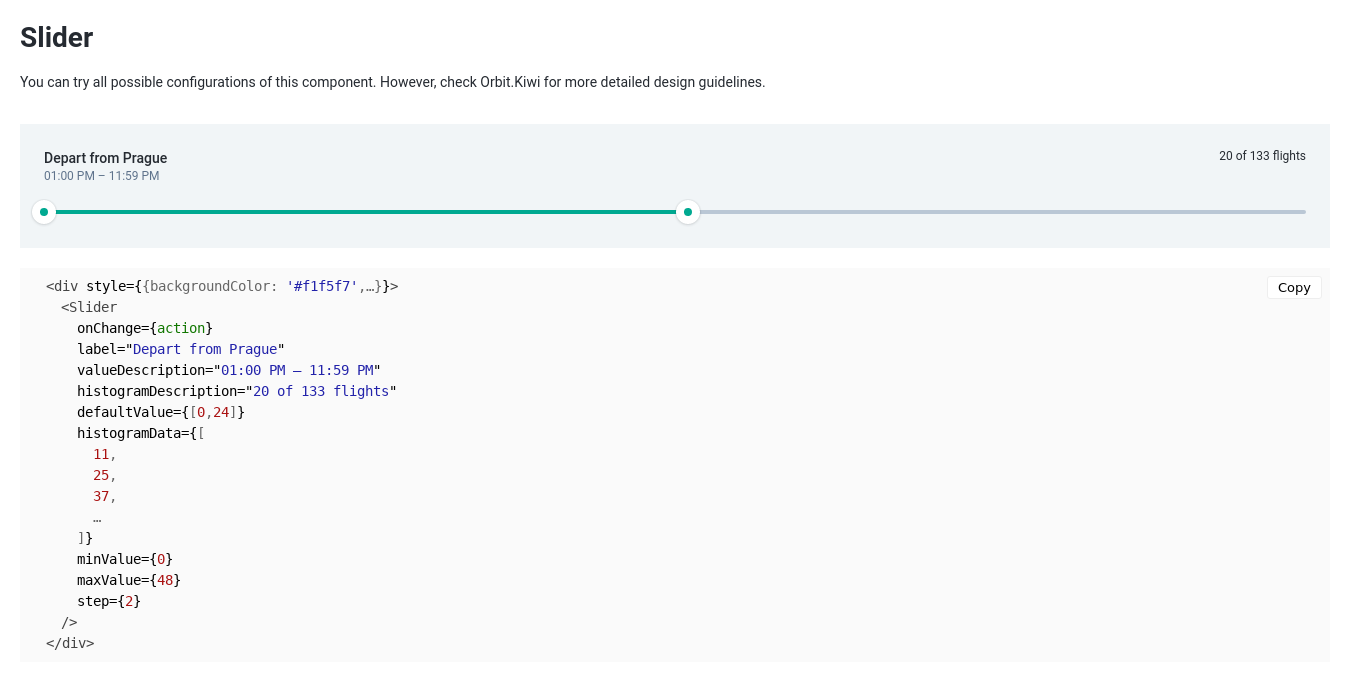 Slider
You can try all possible configurations of this component. However, check Orbit.Kiwi for more detailed design guidelines.
Depart from Prague
20 of 133 flights
01:00 PM – 11:59 PM
<div style={{backgroundColor: '#f1f5f7',…}}>
Copy
<Slider
onChange={action}
label="Depart from Prague"
valueDescription="01:00 PM – 11:59 PM"
histogramDescription="20 of 133 flights"
defaultValue={[0,24]}
histogramData={[
11,
25,
37,
…
]}
minValue={0}
maxValue={48}
step={2}
/>
</div>